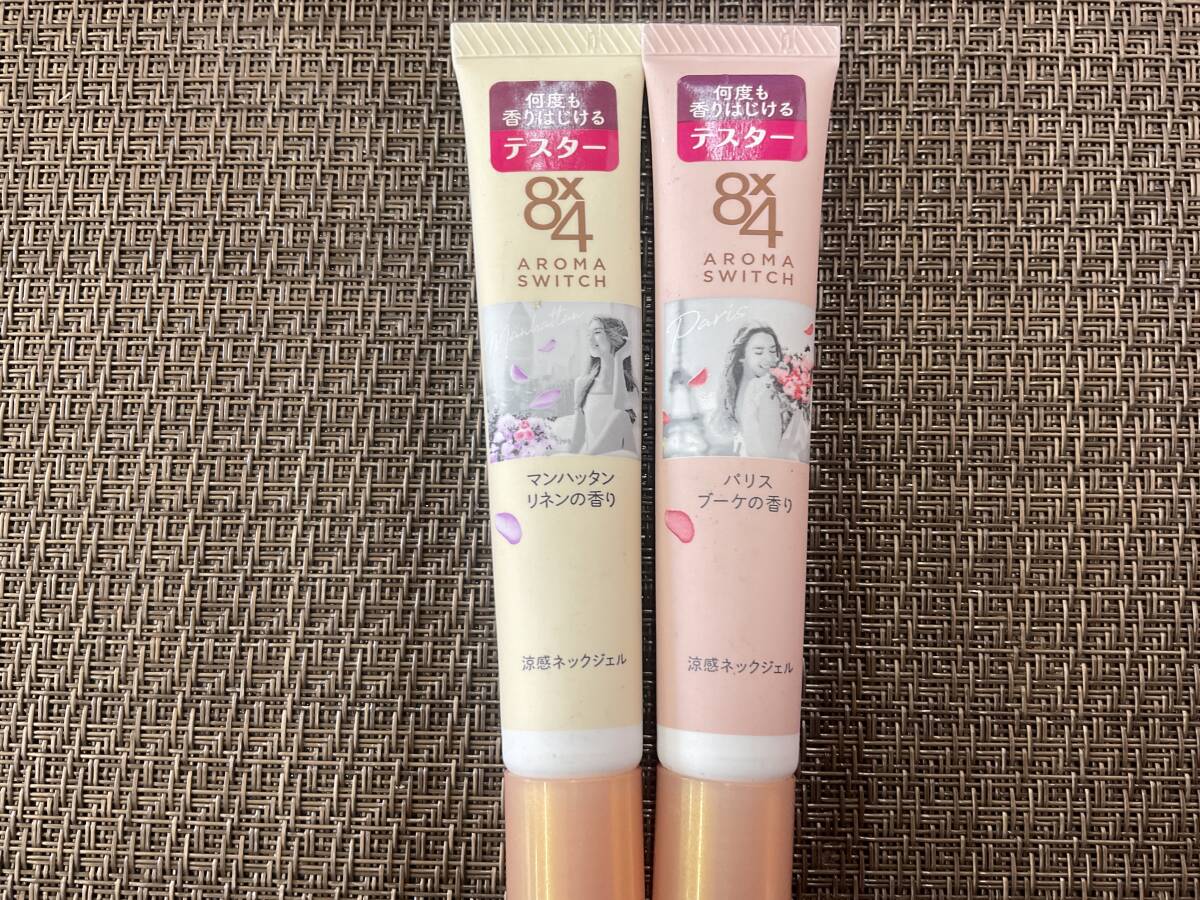 何度も
香りはじける
テスター
8x4
AROMA
SWITCH
Manhattan
マンハッタン
リネンの香り
涼感ネックジェル
何度も
香りはじける
テスター
8x4
AROMA
SWITCH
Paris
パリス
ブーケの香り
涼感ネックジェル